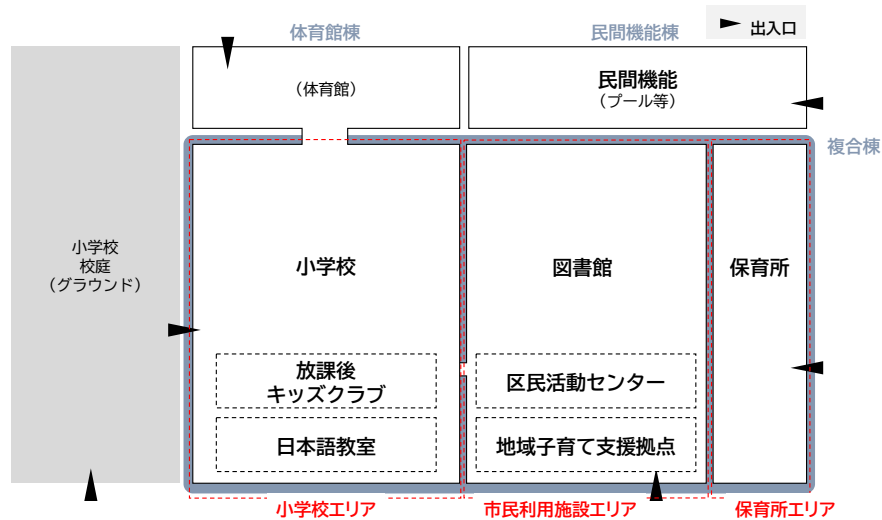 体育館棟
民間機能棟
出入口
（体育館）
民間機能
（プール等）
複合棟
小学校
校庭
（グラウンド）
小学校
図書館
保育所
放課後
キッズクラブ
区民活動センター
日本語教室
地域子育て支援拠点
小学校エリア
市民利用施設エリア
保育所エリア